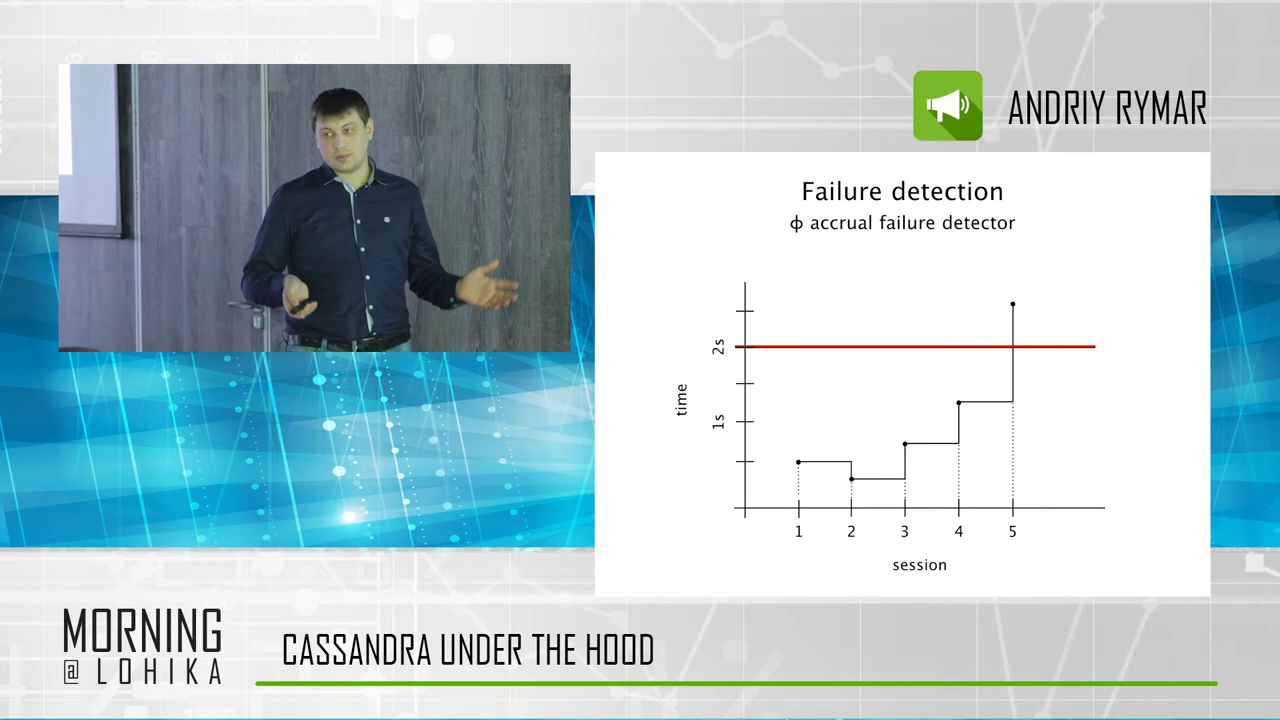 ANDRIY RYMAR
Failure detection
ϕ accrual failure detector
2s
time
1s
1 2 3 4 5
session
MORNING
@ LOHIKA
CASSANDRA UNDER THE HOOD